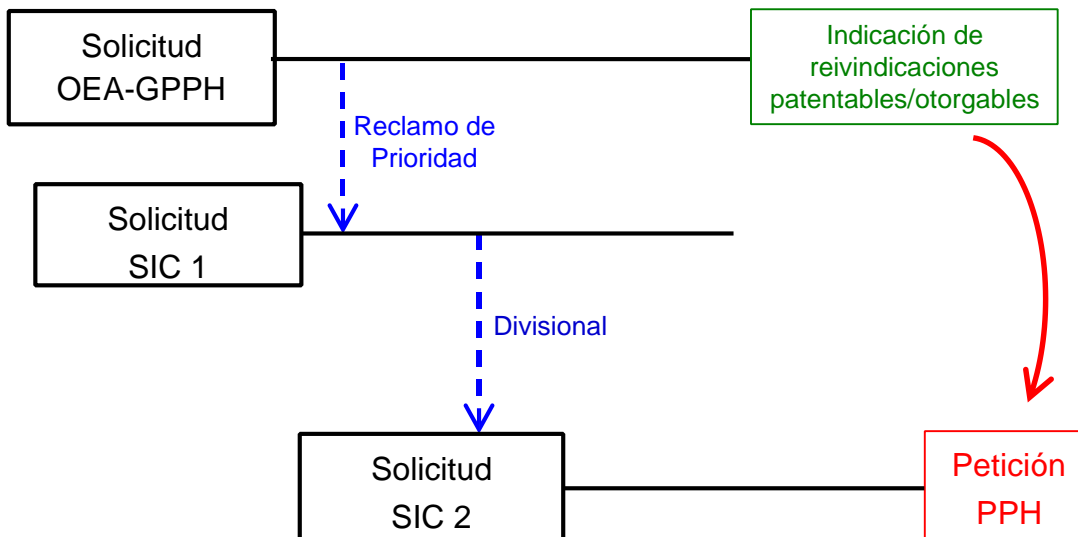 Solicitud
OEA-GPPH
Indicación de
reivindicaciones
patentables/otorgables
Reclamo de
Prioridad
Solicitud
SIC 1
Divisional
Solicitud
SIC 2
Petición
PPH